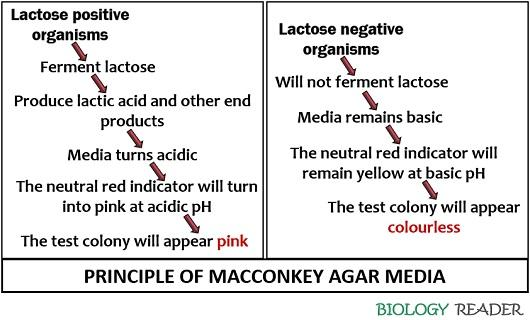 Lactose positive
organisms
Ferment lactose
Produce lactic acid and other end
products
Media turns acidic
The neutral red indicator will turn
into pink at acidic pH
The test colony will appear pink
Lactose negative
organisms
Will not ferment lactose
Media remains basic
The neutral red indicator will
remain yellow at basic pH
The test colony will appear
colourless
PRINCIPLE OF MACCONKEY AGAR MEDIA
BIOLOGY READER